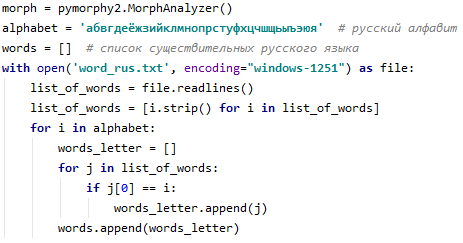 morph = pymorphy2.MorphAnalyzer()
alphabet = 'абвгдеёжзийклмнопрстуфхцчшщьыъэюя'  # русский алфавит
words = []  # список существительных русского языка
with open('word_rus.txt', encoding="windows-1251") as file:
    list_of_words = file.readlines()
    list_of_words = [i.strip() for i in list_of_words]
    for i in alphabet:
        words_letter = []
        for j in list_of_words:
            if j[0] == i:
                words_letter.append(j)
        words.append(words_letter)